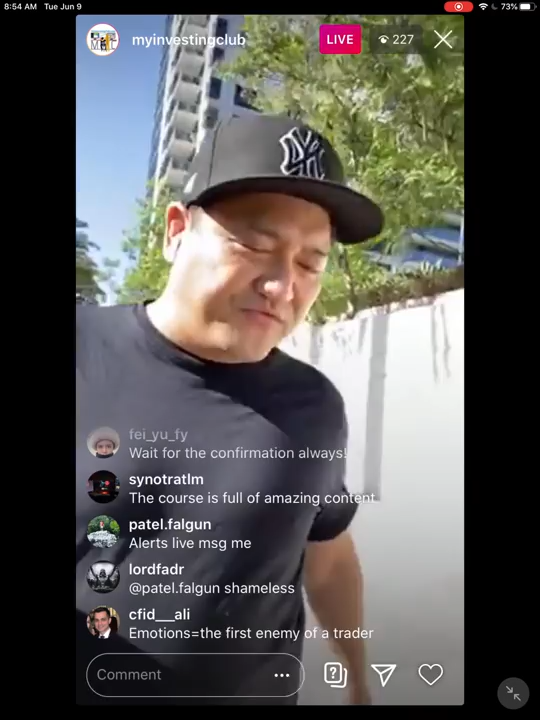 8:54 AM Tue Jun 9
73%
myinvestingclub
LIVE
227
NY
fei_yu_fy
Wait for the confirmation always!
synotratlm
The course is full of amazing content
patel.falgun
Alerts live msg me
lordfadr
@patel.falgun shameless
cfid___ali
Emotions=the first enemy of a trader
Comment